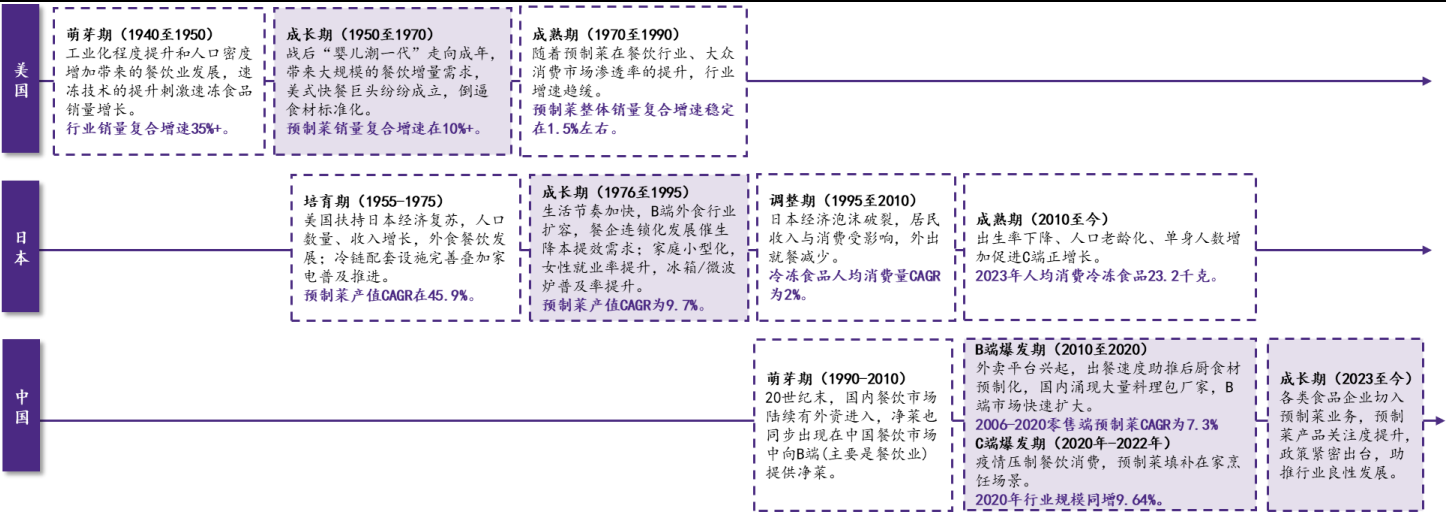 美国
萌芽期（1940至1950）
工业化程度提升和人口密度
增加带来的餐饮业发展，速
冻技术的提升刺激速冻食品
销量增长。
行业销量复合增速35%+。
成长期（1950至1970）
战后“婴儿潮一代”走向成年，
带来大规模的餐饮增量需求，
美式快餐巨头纷纷成立，倒逼
食材标准化。
预制菜销量复合增速在10%+。
成熟期（1970至1990）
随着预制菜在餐饮行业、大众
消费市场渗透率的提升，行业
增速趋缓。
预制菜整体销量复合增速稳定
在1.5%左右。
日本
培育期（1955-1975）
美国扶持日本经济复苏，人口
数量、收入增长，外食餐饮发
展；冷链配套设施完善叠加家
电普及推进。
预制菜产值CAGR在45.9%。
成长期（1976至1995）
生活节奏加快，B端外食行业
扩容，餐企连锁化发展催生
降本提效需求；家庭小型化，
女性就业率提升，冰箱/微波
炉普及率提升。
预制菜产值CAGR为9.7%。
调整期（1995至2010）
日本经济泡沫破裂，居民
收入与消费受影响，外出
就餐减少。
冷冻食品人均消费量CAGR
为2%。
成熟期（2010至今）
出生率下降、人口老龄化、单身人数增
加促进C端正增长。
2023年人均消费冷冻食品23.2千克。
中国
萌芽期（1990-2010）
20世纪末，国内餐饮市场
陆续有外资进入，净菜也
同步出现在中国餐饮市场
中向B端(主要是餐饮业)
提供净菜。
B端爆发期（2010至2020）
外卖平台兴起，出餐速度助推后厨食材
预制化，国内涌现大量料理包厂家，B
端市场快速扩大。
2006-2020零售端预制菜CAGR为7.3%
C端爆发期（2020年-2022年）
疫情压制餐饮消费，预制菜填补在家烹
饪场景。
2020年行业规模同增9.64%。
成长期（2023至今）
各类食品企业切入
预制菜业务，预制
菜产品关注度提升，
政策紧密出台，助
推行业良性发展。